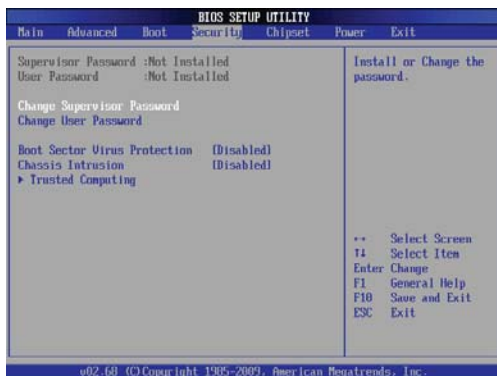 BIOS SETUP UTILITY
Main Advanced Boot Security Chipset Power Exit
Supervisor Password :Not Installed
User Password :Not Installed
Change Supervisor Password
Change User Password
Boot Sector Virus Protection [Disabled]
Chassis Intrusion [Disabled]
▶ Trusted Computing
Install or Change the
password.
↔ Select Screen
↑↓ Select Item
Enter Change
F1 General Help
F10 Save and Exit
ESC Exit
v02.68 (C)Copyright 1985-2009, American Megatrends, Inc.